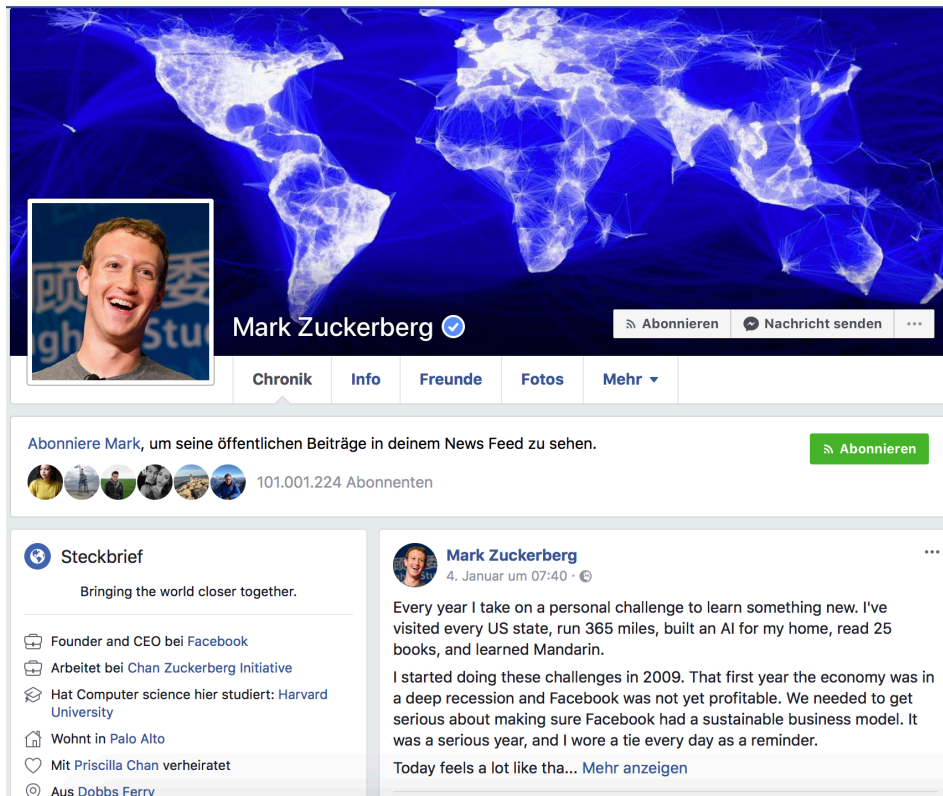 顾 委
gh Stu
Mark Zuckerberg
Abonnieren
Nachricht senden
Chronik
Info
Freunde
Fotos
Mehr
Abonniere Mark, um seine öffentlichen Beiträge in deinem News Feed zu sehen.
Abonnieren
101.001.224 Abonnenten
Steckbrief
Bringing the world closer together.
Founder and CEO bei Facebook
Arbeitet bei Chan Zuckerberg Initiative
Hat Computer science hier studiert: Harvard
University
Wohnt in Palo Alto
Mit Priscilla Chan verheiratet
Aus Dobbs Ferry
Mark Zuckerberg
4. Januar um 07:40 ·
Every year I take on a personal challenge to learn something new. I've
visited every US state, run 365 miles, built an AI for my home, read 25
books, and learned Mandarin.
I started doing these challenges in 2009. That first year the economy was in
a deep recession and Facebook was not yet profitable. We needed to get
serious about making sure Facebook had a sustainable business model. It
was a serious year, and I wore a tie every day as a reminder.
Today feels a lot like tha... Mehr anzeigen